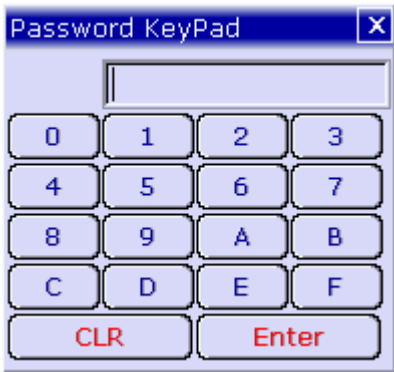 Password KeyPad X
0 1 2 3
4 5 6 7
8 9 A B
C D E F
CLR Enter